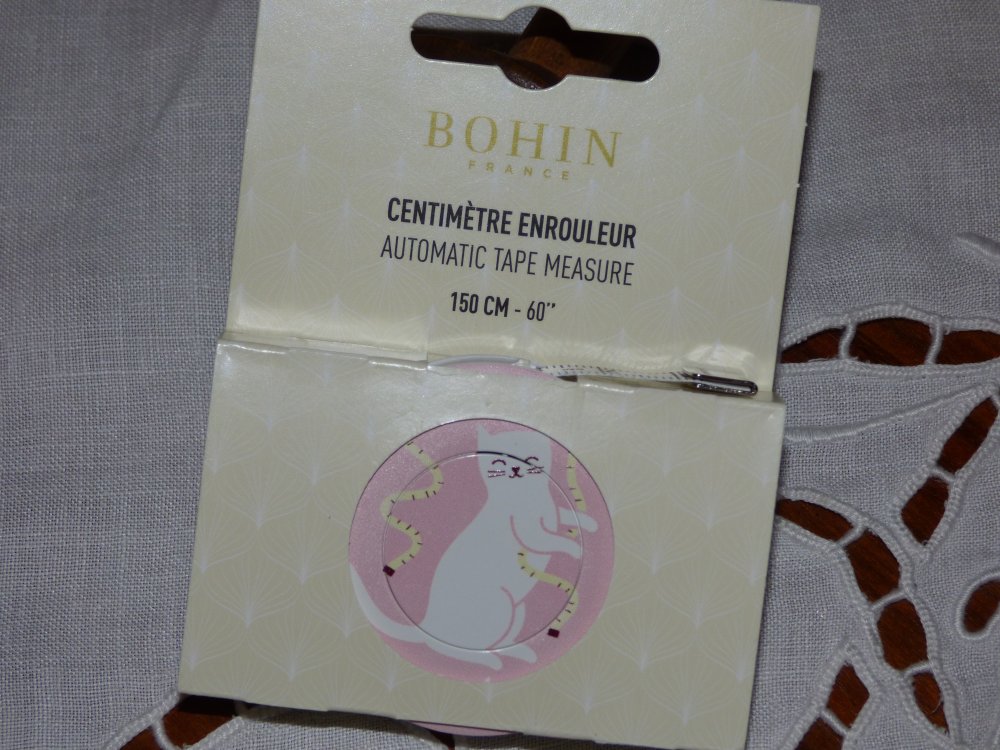 BOHIN
FRANCE
CENTIMÈTRE ENROULEUR
AUTOMATIC TAPE MEASURE
150 CM - 60’’